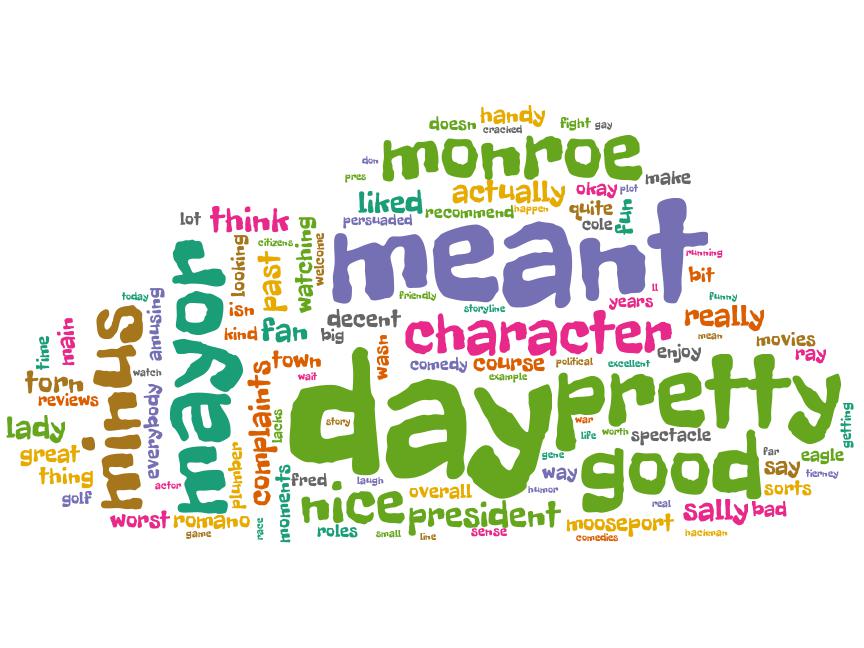 doesn
handy
cracked
fight
gay
don
monroe
pres
make
liked
actually
okay
plot
lot
think
persuaded
recommend
happen
quite
cole
fun
citizens
looking
past
watching
welcome
meant
running
bit
ll
years
today
amusing
mayor
isn
friendly
storyline
funny
really
time
main
minus
kind
fan
big
decent
wasn
character
mean
movies
ray
enjoy
torn
reviews
watch
everybody
complaints
town
wait
comedy
course
political
excellent
example
day
pretty
getting
lady
great
thing
golf
actor
plumber
lacks
story
war
life
worth
spectacle
gene
way
good
far
say
eagle
tierney
sorts
moments
fred
laugh
nice
overall
humor
real
sally
bad
worst
romano
game
race
roles
small
president
line
sense
mooseport
comedies
hackman